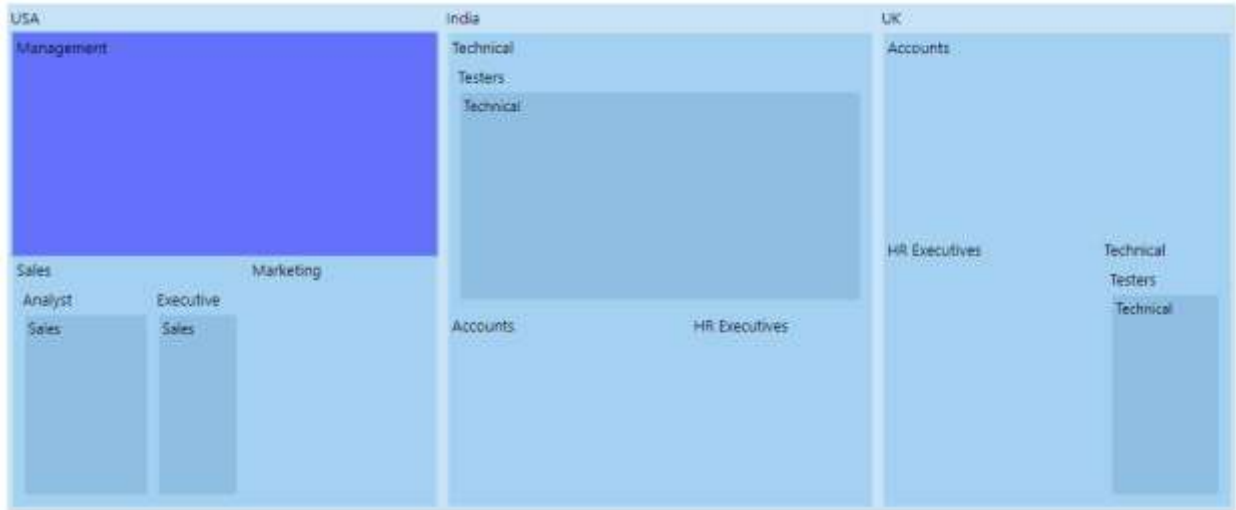 USA
Management
Sales
Marketing
Analyst
Executive
Sales
Sales
India
Technical
Testers
Technical
Accounts
HR Executives
UK
Accounts
HR Executives
Technical
Testers
Technical